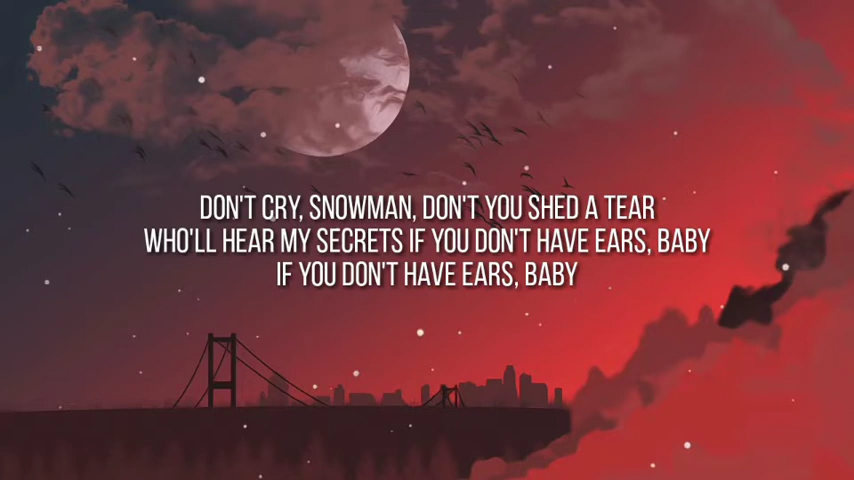 DON'T CRY, SNOWMAN, DON'T YOU SHED A TEAR
WHO'LL HEAR MY SECRETS IF YOU DON'T HAVE EARS, BABY
IF YOU DON'T HAVE EARS, BABY